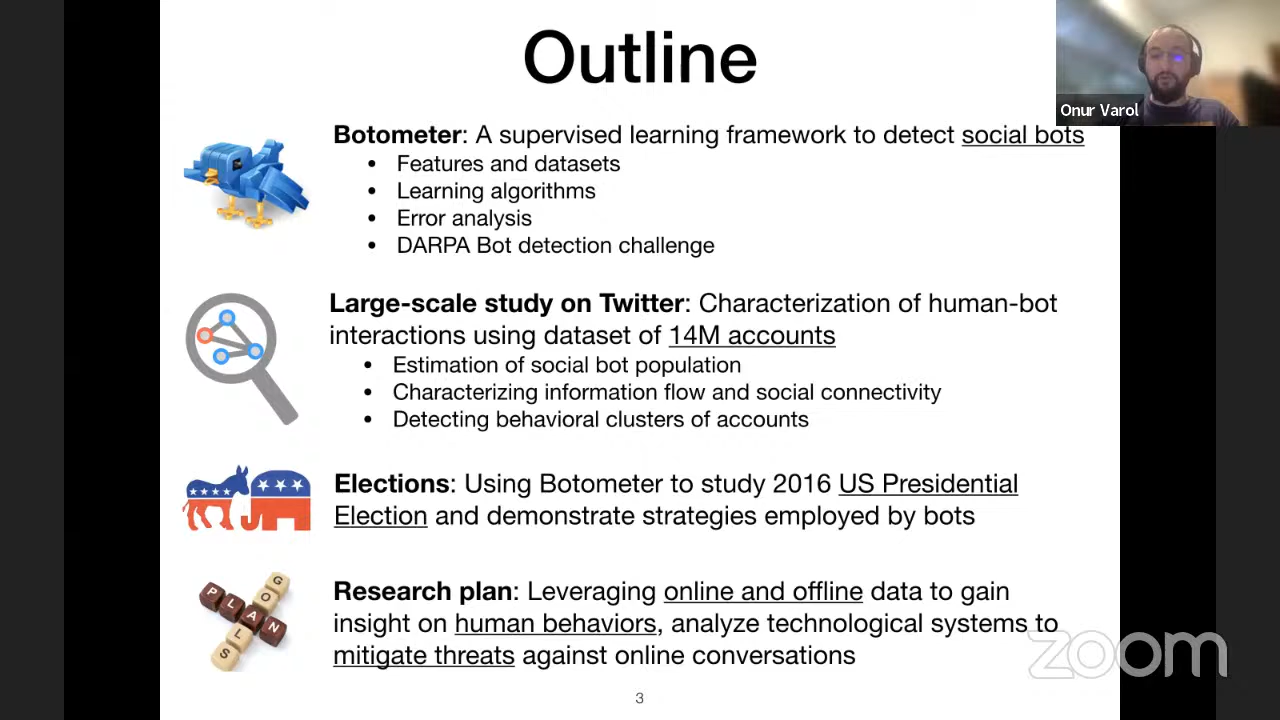 Outline
Onur Varol
Botometer: A supervised learning framework to detect social bots
• Features and datasets
• Learning algorithms
• Error analysis
• DARPA Bot detection challenge
Large-scale study on Twitter: Characterization of human-bot
interactions using dataset of 14M accounts
• Estimation of social bot population
• Characterizing information flow and social connectivity
• Detecting behavioral clusters of accounts
Elections: Using Botometer to study 2016 US Presidential
Election and demonstrate strategies employed by bots
PLAN
GOALS
Research plan: Leveraging online and offline data to gain
insight on human behaviors, analyze technological systems to
mitigate threats against online conversations
zoom
3